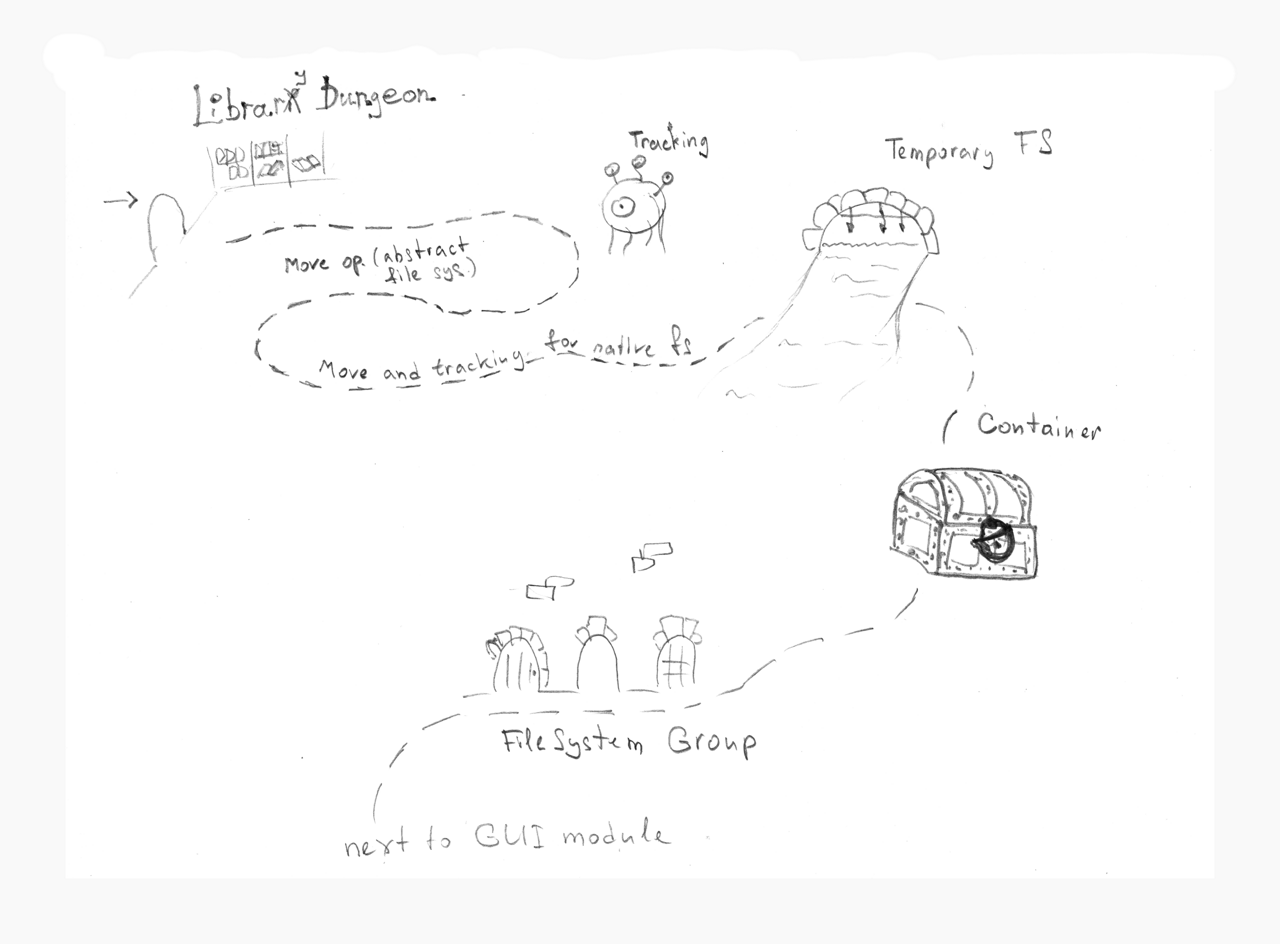 Library Dungeon
Tracking
Temporary FS
Move op. (abstract
file sys.)
Move and tracking for native fs
Container
FileSystem Group
next to GUI module